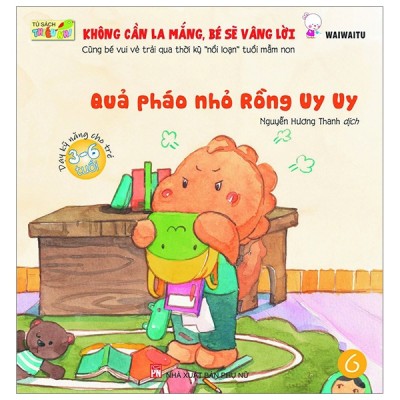 TỦ SÁCH
KHÔNG CẦN LA MẮNG, BÉ SẼ VÂNG LỜI
WAIWAITU
Cùng bé vui vẻ trải qua thời kỳ "nổi loạn" tuổi mầm non
Quả pháo nhỏ Rồng Uy Uy
Nguyễn Hương Thanh dịch
Dạy kỹ năng cho trẻ
3-6
tuổi
6
NHÀ XUẤT BẢN PHỤ NỮ